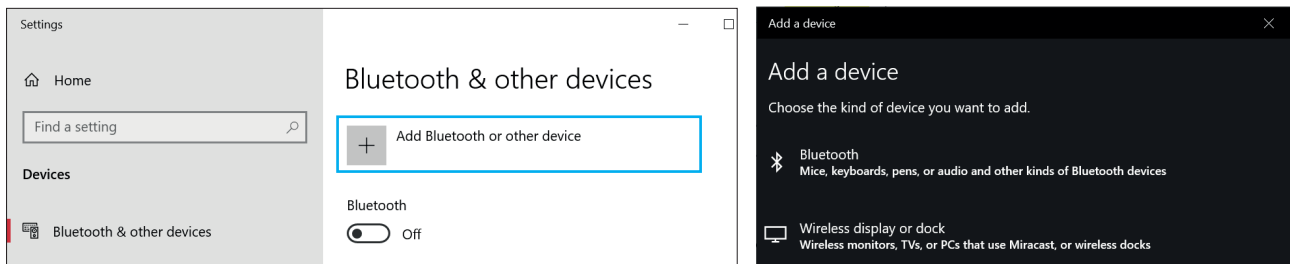 Settings
Home
Find a setting
Devices
Bluetooth & other devices
Bluetooth & other devices
Add Bluetooth or other device
Bluetooth
Off
Add a device
Add a device
Choose the kind of device you want to add.
Bluetooth
Mice, keyboards, pens, or audio and other kinds of Bluetooth devices
Wireless display or dock
Wireless monitors, TVs, or PCs that use Miracast, or wireless docks